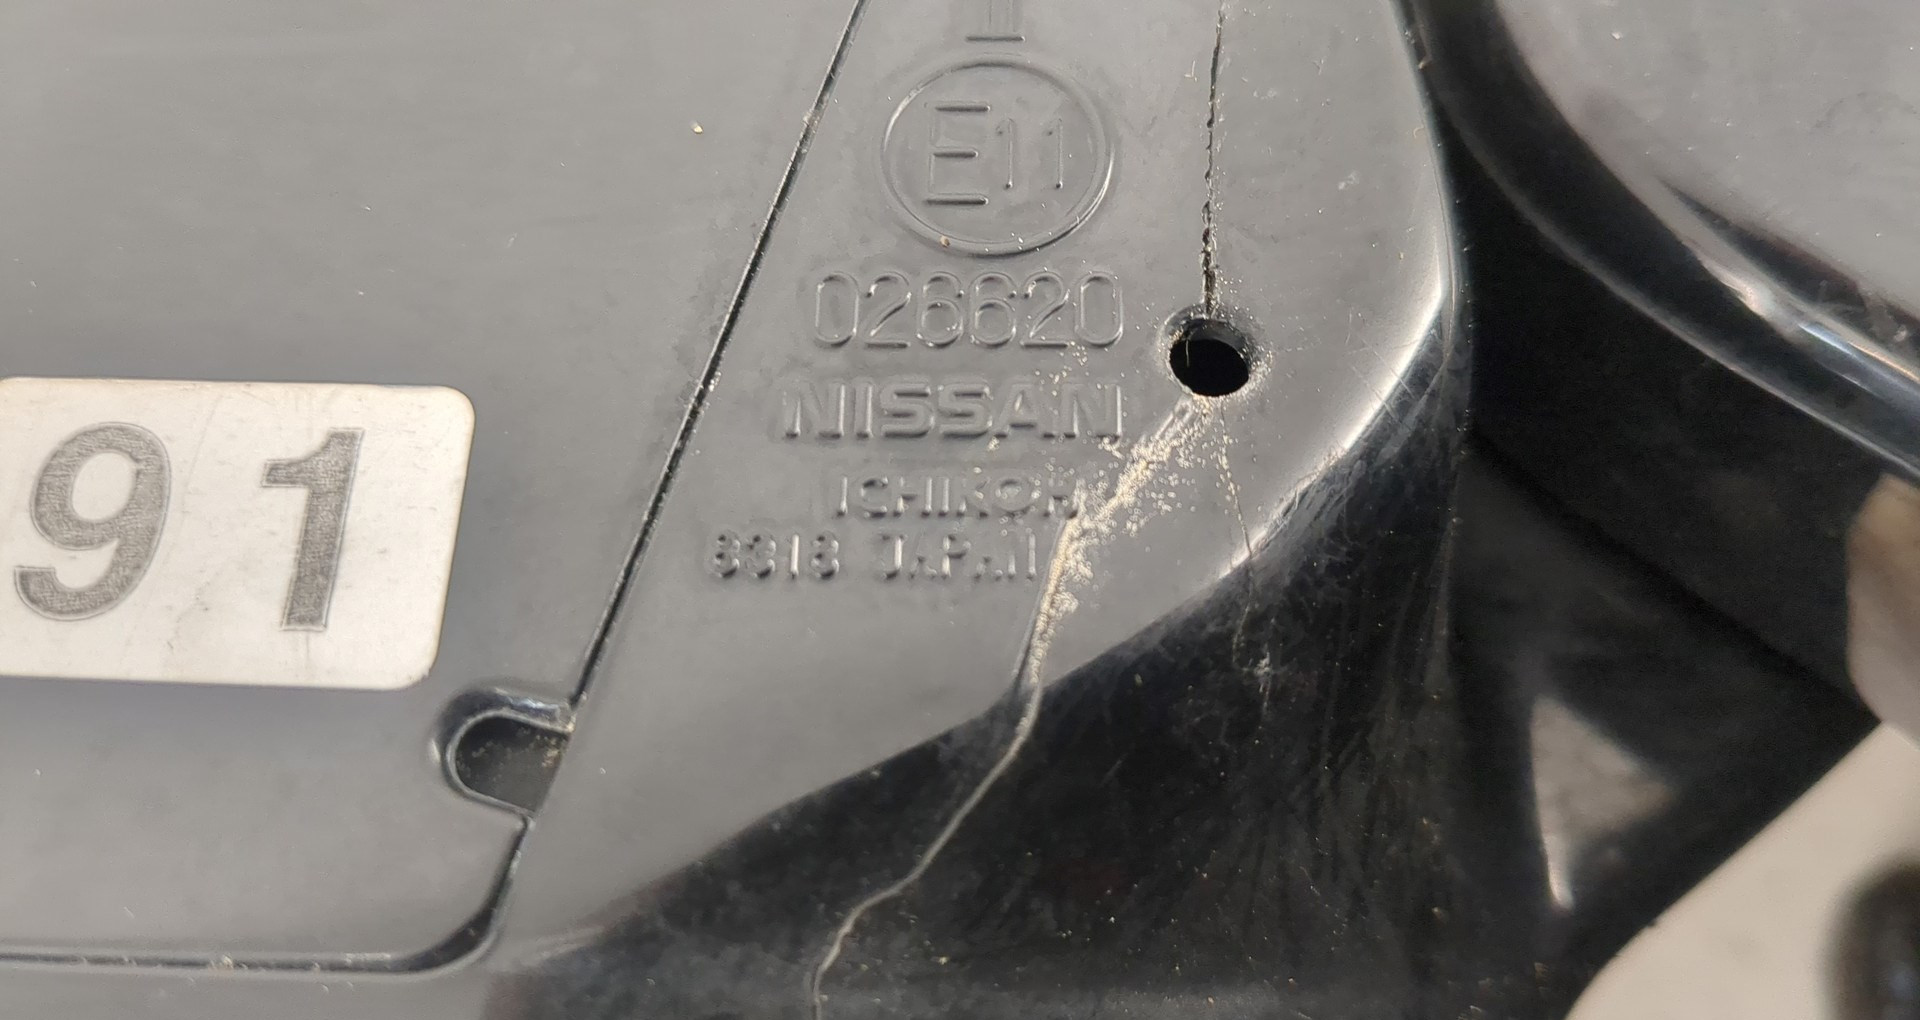 I
E11
026620
NISSAN
ICHIKOH
8318 JAPAN
91